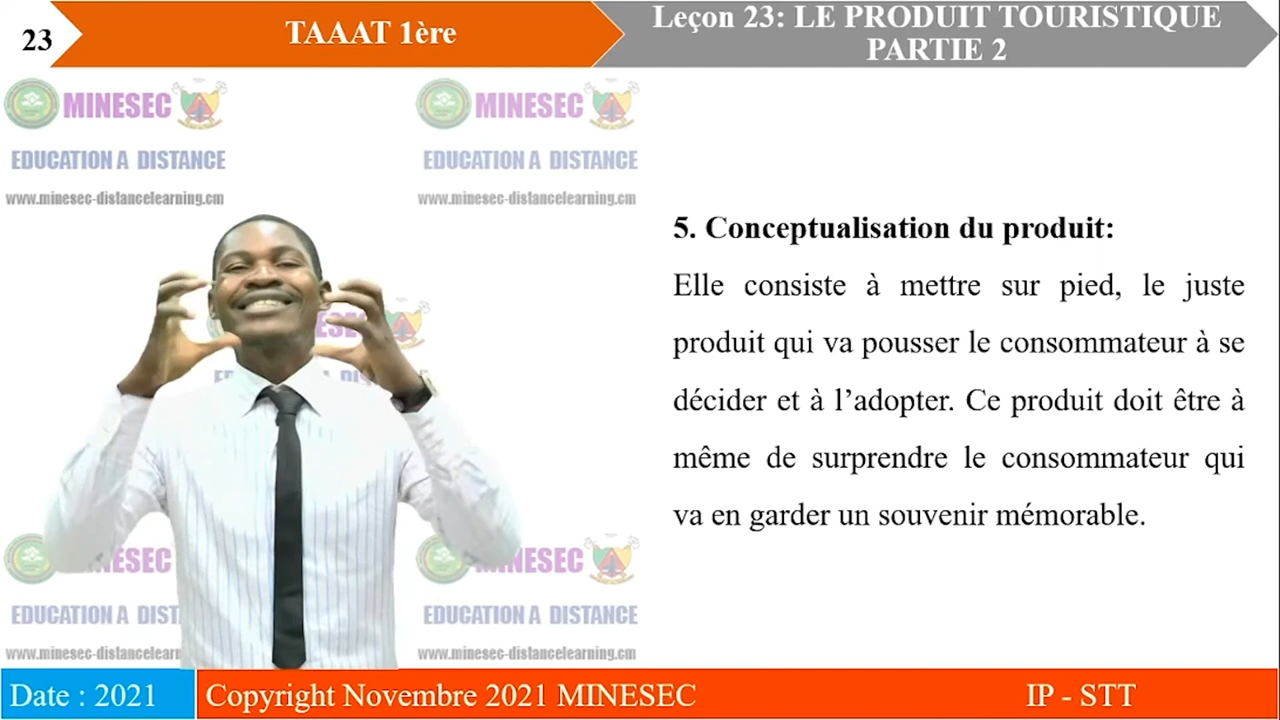 23
TAAAT 1ère
Leçon 23: LE PRODUIT TOURISTIQUE
PARTIE 2
MINESEC
EDUCATION A DISTANCE
www.minesec-distancelearning.cm
MINESEC
EDUCATION A DISTANCE
www.minesec-distancelearning.cm
5. Conceptualisation du produit:
Elle consiste à mettre sur pied, le juste
produit qui va pousser le consommateur à se
décider et à l’adopter. Ce produit doit être à
même de surprendre le consommateur qui
va en garder un souvenir mémorable.
MINESEC
EDUCATION A DISTANCE
www.minesec-distancelearning.cm
Date : 2021
Copyright Novembre 2021 MINESEC
IP - STT